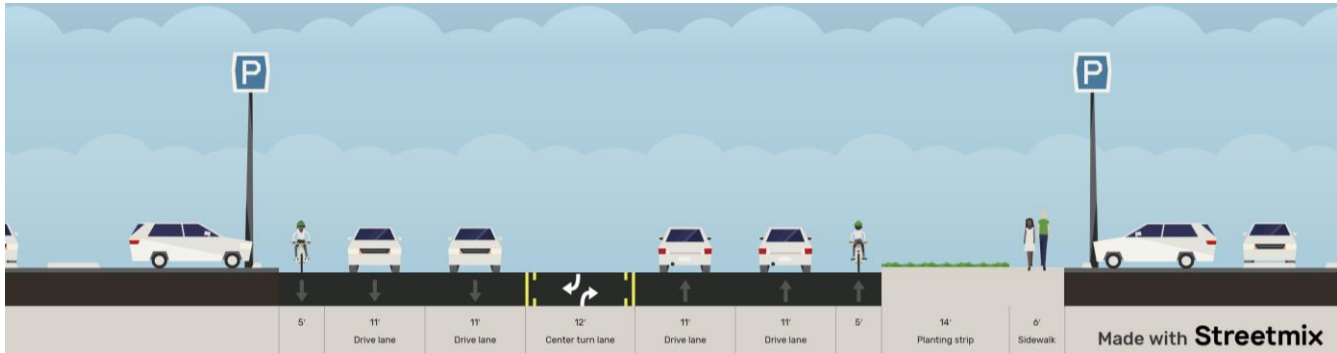 P
P
5'
11'
Drive lane
11'
Drive lane
12'
Center turn lane
11'
Drive lane
11'
Drive lane
5'
14'
Planting strip
6'
Sidewalk
Made with Streetmix